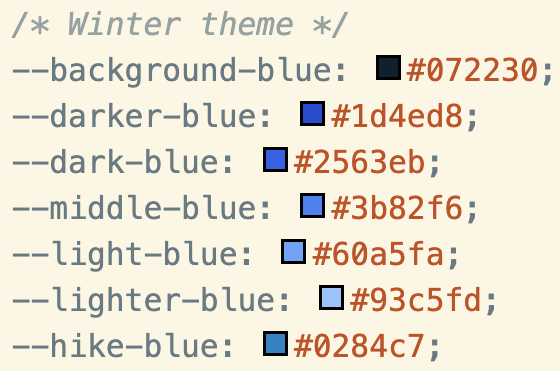 /* Winter theme */
--background-blue: #072230;
--darker-blue: #1d4ed8;
--dark-blue: #2563eb;
--middle-blue: #3b82f6;
--light-blue: #60a5fa;
--lighter-blue: #93c5fd;
--hike-blue: #0284c7;